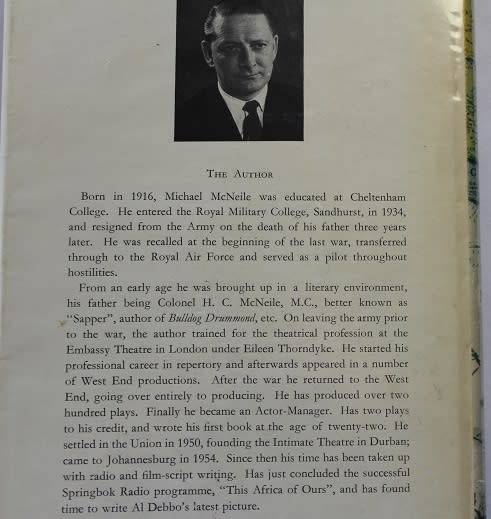 THE AUTHOR
Born in 1916, Michael McNeile was educated at Cheltenham
College. He entered the Royal Military College, Sandhurst, in 1934,
and resigned from the Army on the death of his father three years
later. He was recalled at the beginning of the last war, transferred
through to the Royal Air Force and served as a pilot throughout
hostilities.
From an early age he was brought up in a literary environment,
his father being Colonel H. C. McNeile, M.C., better known as
"Sapper", author of Bulldog Drummond, etc. On leaving the army prior
to the war, the author trained for the theatrical profession at the
Embassy Theatre in London under Eileen Thorndyke. He started his
professional career in repertory and afterwards appeared in a number
of West End productions. After the war he returned to the West
End, going over entirely to producing. He has produced over two
hundred plays. Finally he became an Actor-Manager. Has two plays
to his credit, and wrote his first book at the age of twenty-two. He
settled in the Union in 1950, founding the Intimate Theatre in Durban;
came to Johannesburg in 1954. Since then his time has been taken up
with radio and film-script writing. Has just concluded the successful
Springbok Radio programme, "This Africa of Ours", and has found
time to write Al Debbo's latest picture.